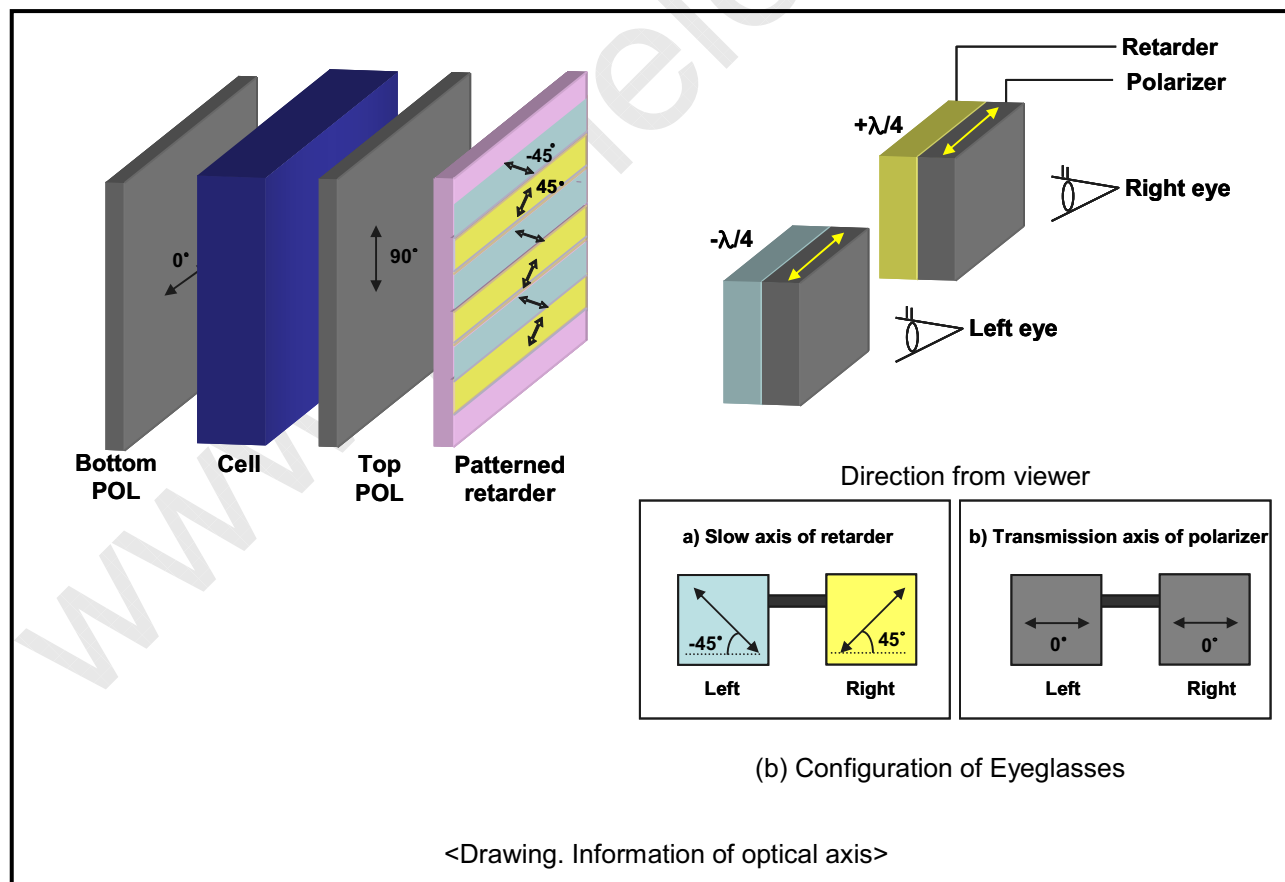 Retarder
Polarizer
+λ/4
Right eye
-λ/4
Left eye
-45°
45°
0°
90°
Bottom
POL
Cell
Top
POL
Patterned
retarder
Direction from viewer
a) Slow axis of retarder
-45°
45°
Left
Right
b) Transmission axis of polarizer
0°
0°
Left
Right
(b) Configuration of Eyeglasses
<Drawing. Information of optical axis>